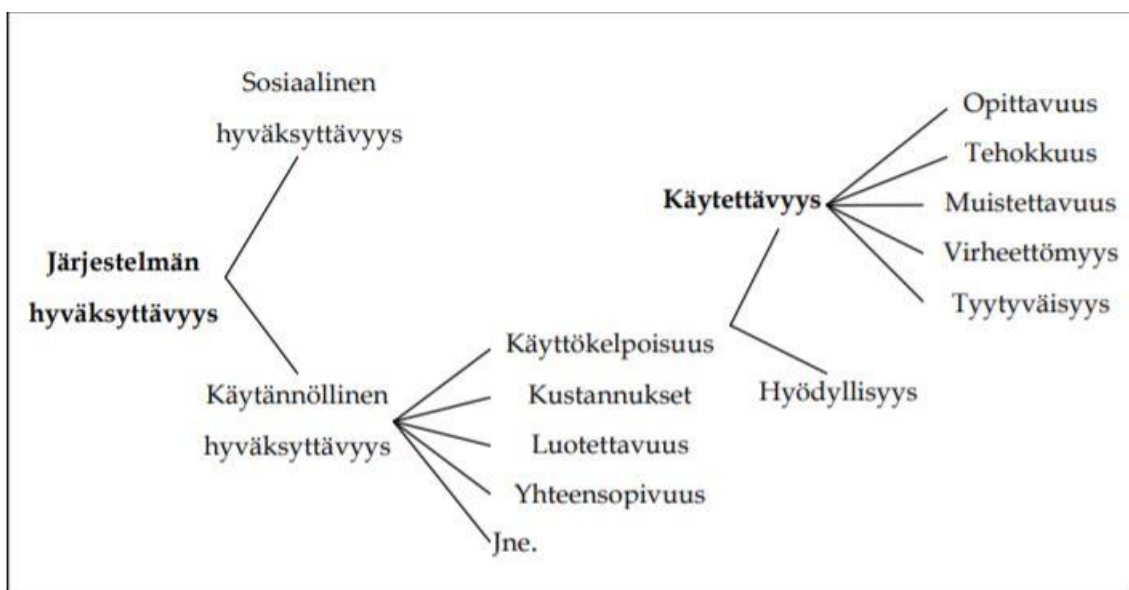 Sosiaalinen
hyväksyttävyys
Järjestelmän
hyväksyttävyys
Käytännöllinen
hyväksyttävyys
Käyttökelpoisuus
Kustannukset
Luotettavuus
Yhteensopivuus
Jne.
Käytettävyys
Hyödyllisyys
Opittavuus
Tehokkuus
Muistettavuus
Virheettömyys
Tyytyväisyys